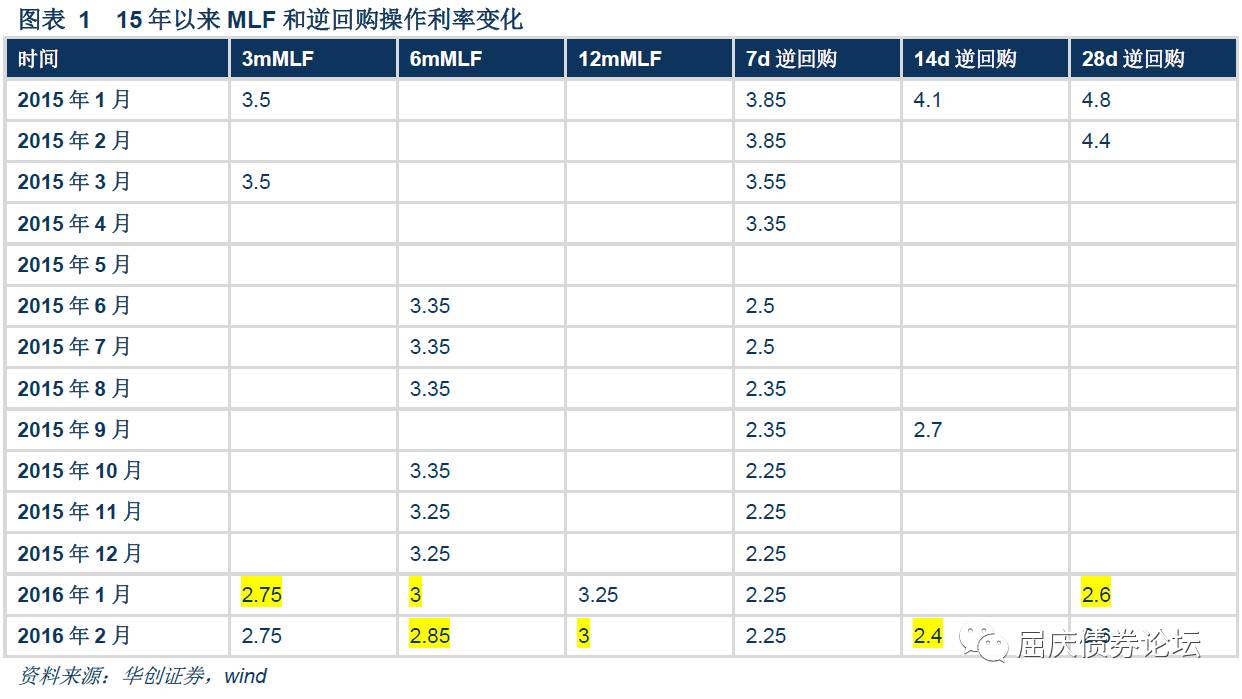 图表 1 15 年以来 MLF 和逆回购操作利率变化
时间 3mMLF 6mMLF 12mMLF 7d 逆回购 14d 逆回购 28d 逆回购
2015 年 1 月 3.5 3.85 4.1 4.8
2015 年 2 月 3.85 4.4
2015 年 3 月 3.5 3.55
2015 年 4 月 3.35
2015 年 5 月
2015 年 6 月 3.35 2.5
2015 年 7 月 3.35 2.5
2015 年 8 月 3.35 2.35
2015 年 9 月 2.35 2.7
2015 年 10 月 3.35 2.25
2015 年 11 月 3.25 2.25
2015 年 12 月 3.25 2.25
2016 年 1 月 2.75 3 3.25 2.25 2.6
2016 年 2 月 2.75 2.85 3 2.25 2.4
屈庆债券论坛
资料来源：华创证券，wind